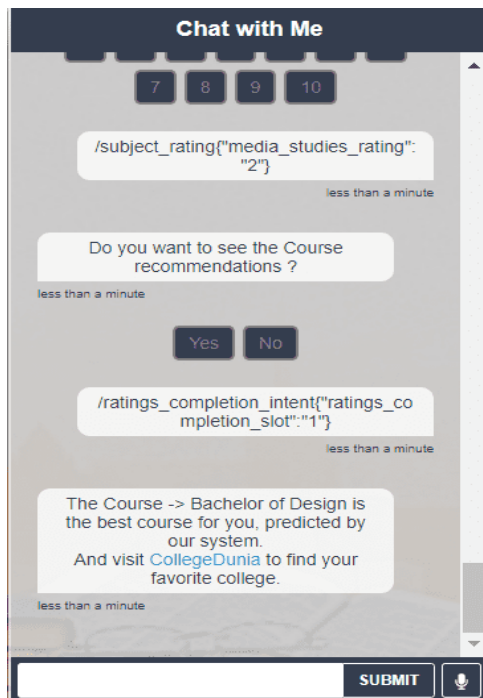 Chat with Me
7 8 9 10
/subject_rating{"media_studies_rating":
"2"}
less than a minute
Do you want to see the Course
recommendations ?
less than a minute
Yes No
/ratings_completion_intent{"ratings_co
mpletion_slot":"1"}
less than a minute
The Course -> Bachelor of Design is
the best course for you, predicted by
our system.
And visit CollegeDunia to find your
favorite college.
less than a minute
SUBMIT